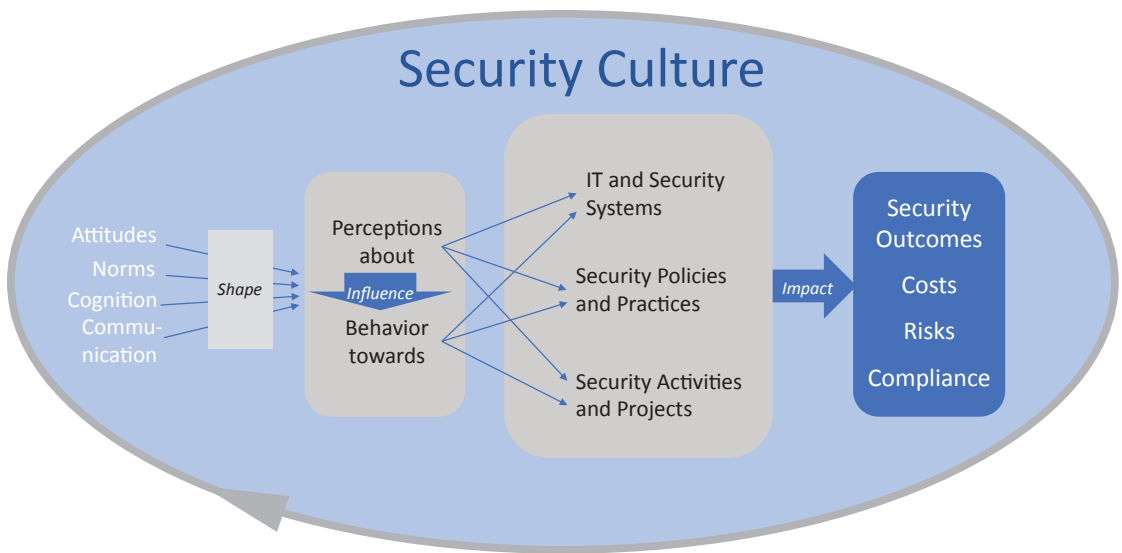 Security Culture
Attitudes
Norms
Cognition
Commu-
nication
Shape
Perceptions
about
Influence
Behavior
towards
IT and Security
Systems
Security Policies
and Practices
Security Activities
and Projects
Impact
Security
Outcomes
Costs
Risks
Compliance